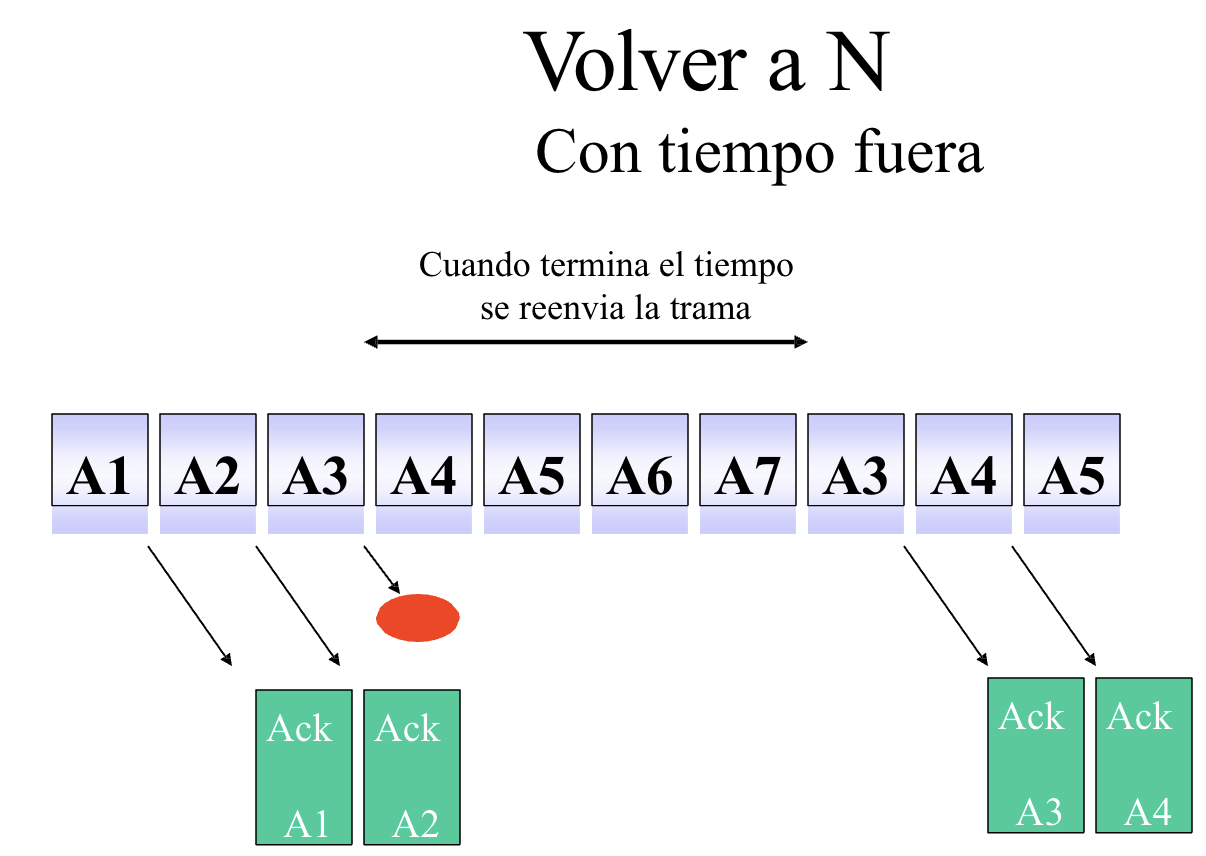 Volver a N
Con tiempo fuera
Cuando termina el tiempo
se reenvia la trama
A1 A2 A3 A4 A5 A6 A7 A3 A4 A5
Ack Ack Ack Ack
A1 A2 A3 A4